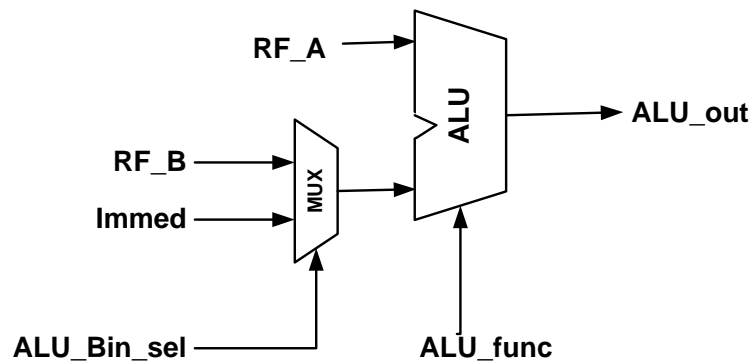 RF_A
ALU
ALU_out
RF_B
MUX
Immed
ALU_Bin_sel
ALU_func